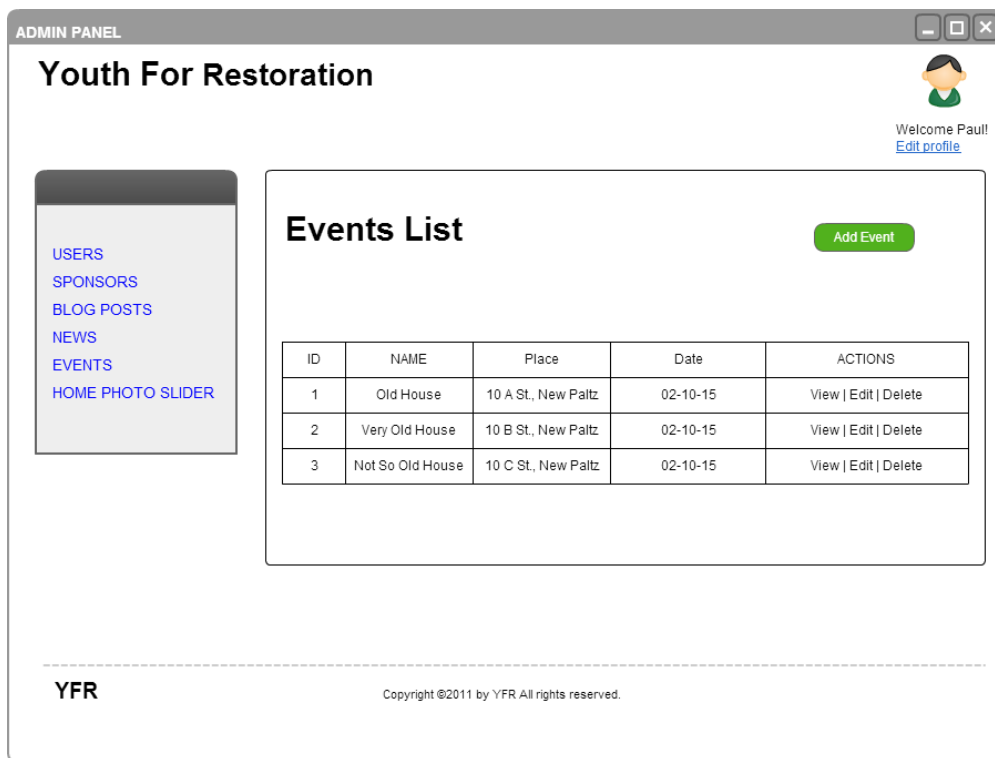 ADMIN PANEL
Youth For Restoration
Welcome Paul!
Edit profile
USERS
SPONSORS
BLOG POSTS
NEWS
EVENTS
HOME PHOTO SLIDER
Events List
Add Event
ID NAME Place Date ACTIONS
1 Old House 10 A St., New Paltz 02-10-15 View | Edit | Delete
2 Very Old House 10 B St., New Paltz 02-10-15 View | Edit | Delete
3 Not So Old House 10 C St., New Paltz 02-10-15 View | Edit | Delete
YFR
Copyright ©2011 by YFR All rights reserved.